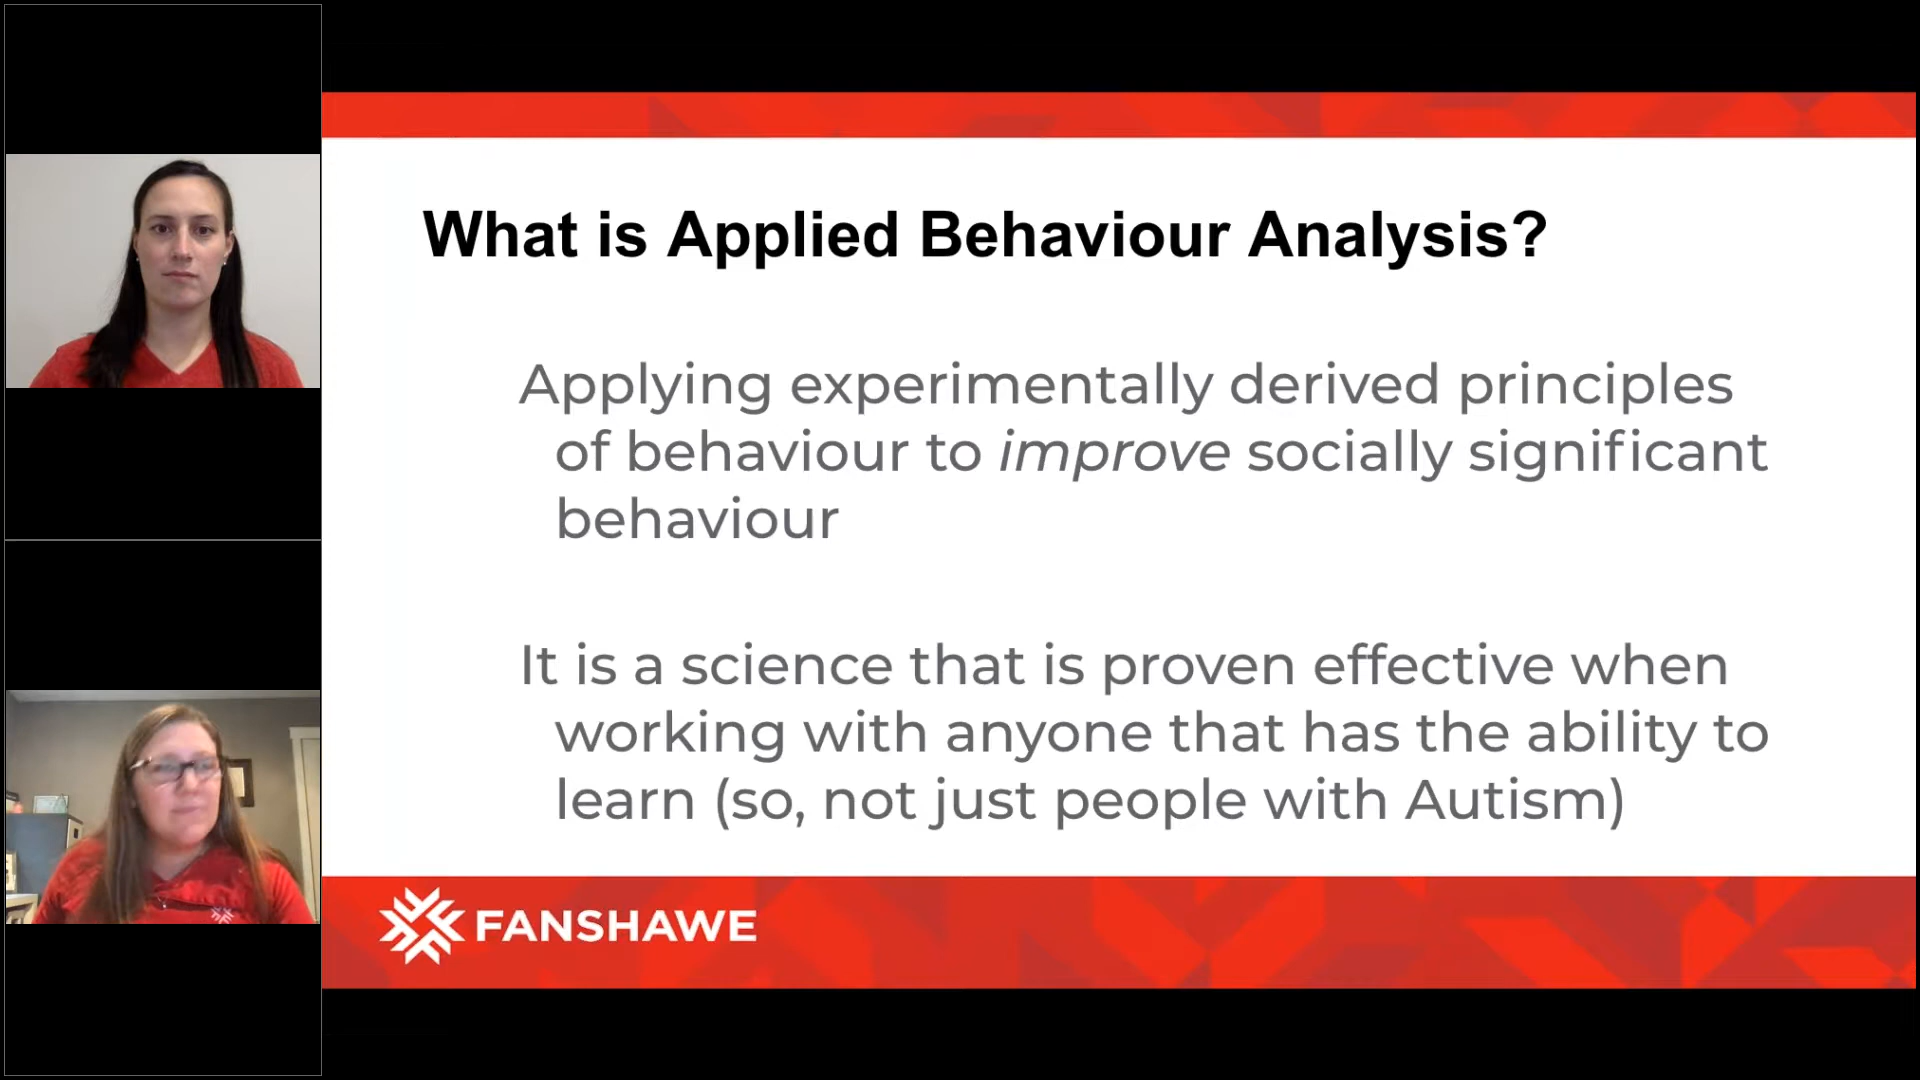 What is Applied Behaviour Analysis?
Applying experimentally derived principles
of behaviour to improve socially significant
behaviour
It is a science that is proven effective when
working with anyone that has the ability to
learn (so, not just people with Autism)
FANSHAWE